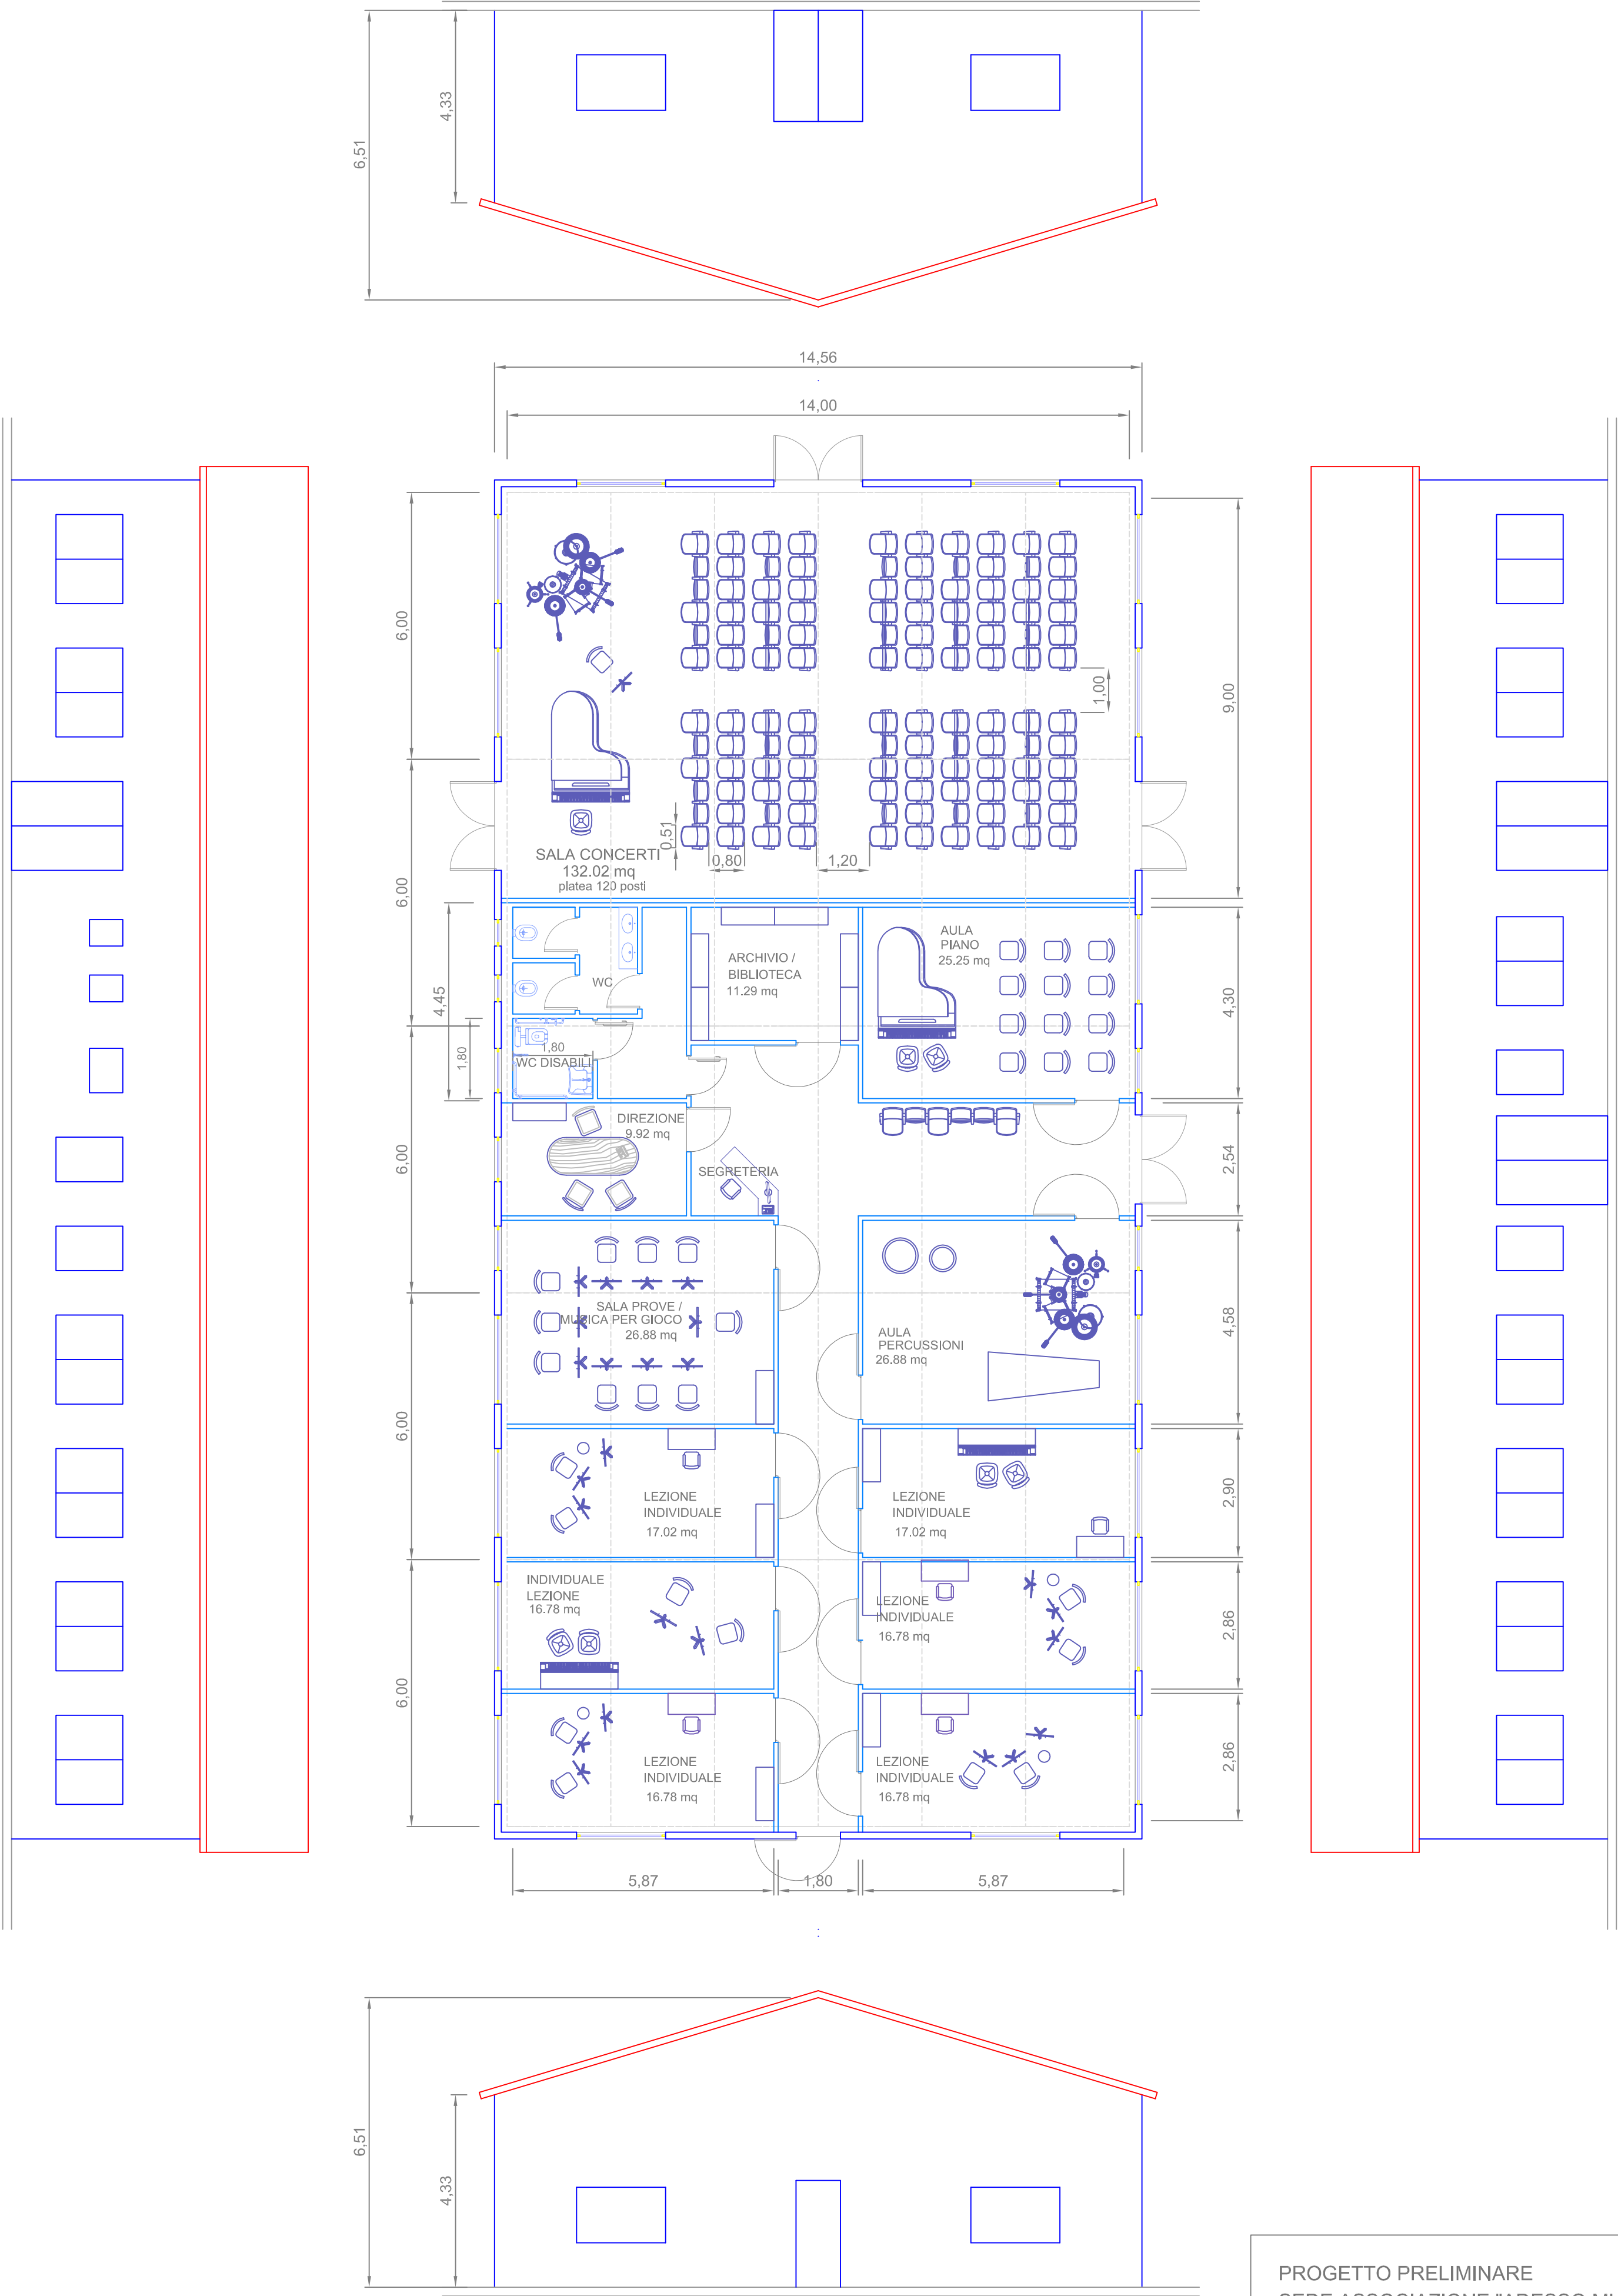 6,51
4,33
14,56
14,00
6,00
6,00
6,00
6,00
6,00
4,45
1,80
9,00
4,30
2,54
4,58
2,90
2,86
2,86
1,00
0,51
0,80
1,20
SALA CONCERTI
132.02 mq
platea 120 posti
WC
1,80
WC DISABILI
ARCHIVIO /
BIBLIOTECA
11.29 mq
AULA
PIANO
25.25 mq
DIREZIONE
9.92 mq
SEGRETERIA
SALA PROVE /
MUSICA PER GIOCO
26.88 mq
AULA
PERCUSSIONI
26.88 mq
LEZIONE
INDIVIDUALE
17.02 mq
LEZIONE
INDIVIDUALE
17.02 mq
INDIVIDUALE
LEZIONE
16.78 mq
LEZIONE
INDIVIDUALE
16.78 mq
LEZIONE
INDIVIDUALE
16.78 mq
LEZIONE
INDIVIDUALE
16.78 mq
5,87
1,80
5,87
6,51
4,33
PROGETTO PRELIMINARE